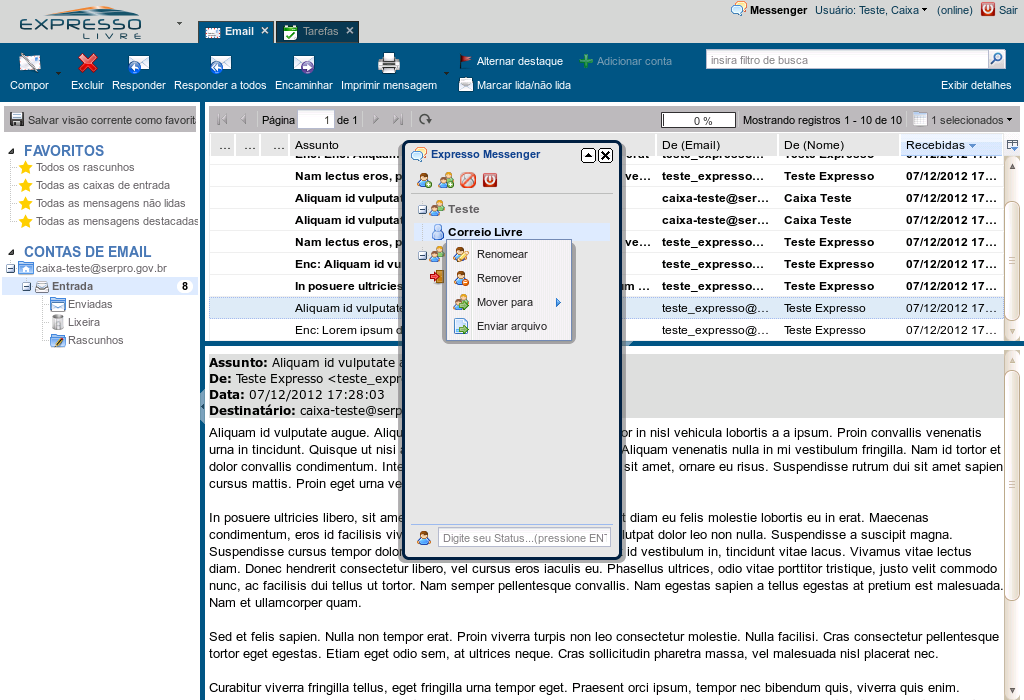 EXPRESSO
LIVRE
Email
Tarefas
Messenger Usuário: Teste, Caixa (online) Sair
Compor Excluir Responder Responder a todos Encaminhar Imprimir mensagem
Alternar destaque Adicionar conta
Marcar lida/não lida
insira filtro de busca
Exibir detalhes
Salvar visão corrente como favorit
FAVORITOS
Todos os rascunhos
Todas as caixas de entrada
Todas as mensagens não lidas
Todas as mensagens destacadas
CONTAS DE EMAIL
caixa-teste@serpro.gov.br
Entrada 8
Enviadas
Lixeira
Rascunhos
Página 1 de 1 0 % Mostrando registros 1 - 10 de 10 1 selecionados
... ... ... Assunto De (Email) De (Nome) Recebidas
Nam lectus eros, p ve... teste_expresso... Teste Expresso 07/12/2012 17...
Aliquam id vulputat caixa-teste@ser... Caixa Teste 07/12/2012 17...
Aliquam id vulputat caixa-teste@ser... Caixa Teste 07/12/2012 17...
Nam lectus eros, p ve... teste_expresso... Teste Expresso 07/12/2012 17...
Enc: Aliquam id vu teste_expresso... Teste Expresso 07/12/2012 17...
In posuere ultricies m ... teste_expresso... Teste Expresso 07/12/2012 17...
Aliquam id vulputate teste_expresso@... Teste Expresso 07/12/2012 17...
Enc: Lorem ipsum d teste_expresso@... Teste Expresso 07/12/2012 17...
Expresso Messenger
Teste
Correio Livre
Renomear
Remover
Mover para
Enviar arquivo
Digite seu Status...(pressione EN
Assunto: Aliquam id vulputate a
De: Teste Expresso <teste_expr
Data: 07/12/2012 17:28:03
Destinatário: caixa-teste@serp
Aliquam id vulputate augue. Aliqu or in nisl vehicula lobortis a a ipsum. Proin convallis venenatis
urna in tincidunt. Quisque ut nisi a Aliquam venenatis nulla in mi vestibulum fringilla. Nam id tortor et
dolor convallis condimentum. Inte sit amet, ornare eu risus. Suspendisse rutrum dui sit amet sapien
cursus mattis. Proin eget urna ve
In posuere ultricies libero, sit ame t diam eu felis molestie lobortis eu in erat. Maecenas
condimentum, eros id facilisis viv lutpat dolor leo non nulla. Suspendisse a suscipit magna.
Suspendisse cursus tempor dolor id vestibulum in, tincidunt vitae lacus. Vivamus vitae lectus
diam. Donec hendrerit consectetur libero, vel cursus eros iaculis eu. Phasellus ultrices, odio vitae porttitor tristique, justo velit commodo
nunc, ac facilisis dui tellus ut tortor. Nam semper pellentesque convallis. Nam egestas sapien a tellus egestas at pretium est malesuada.
Nam et ullamcorper quam.
Sed et felis sapien. Nulla non tempor erat. Proin viverra turpis non leo consectetur molestie. Nulla facilisi. Cras consectetur pellentesque
tortor eget egestas. Etiam eget odio sem, at ultrices neque. Cras sollicitudin pharetra massa, vel malesuada nisl placerat nec.
Curabitur viverra fringilla tellus, eget fringilla urna tempor eget. Praesent orci ipsum, tempor nec bibendum quis, viverra quis enim.